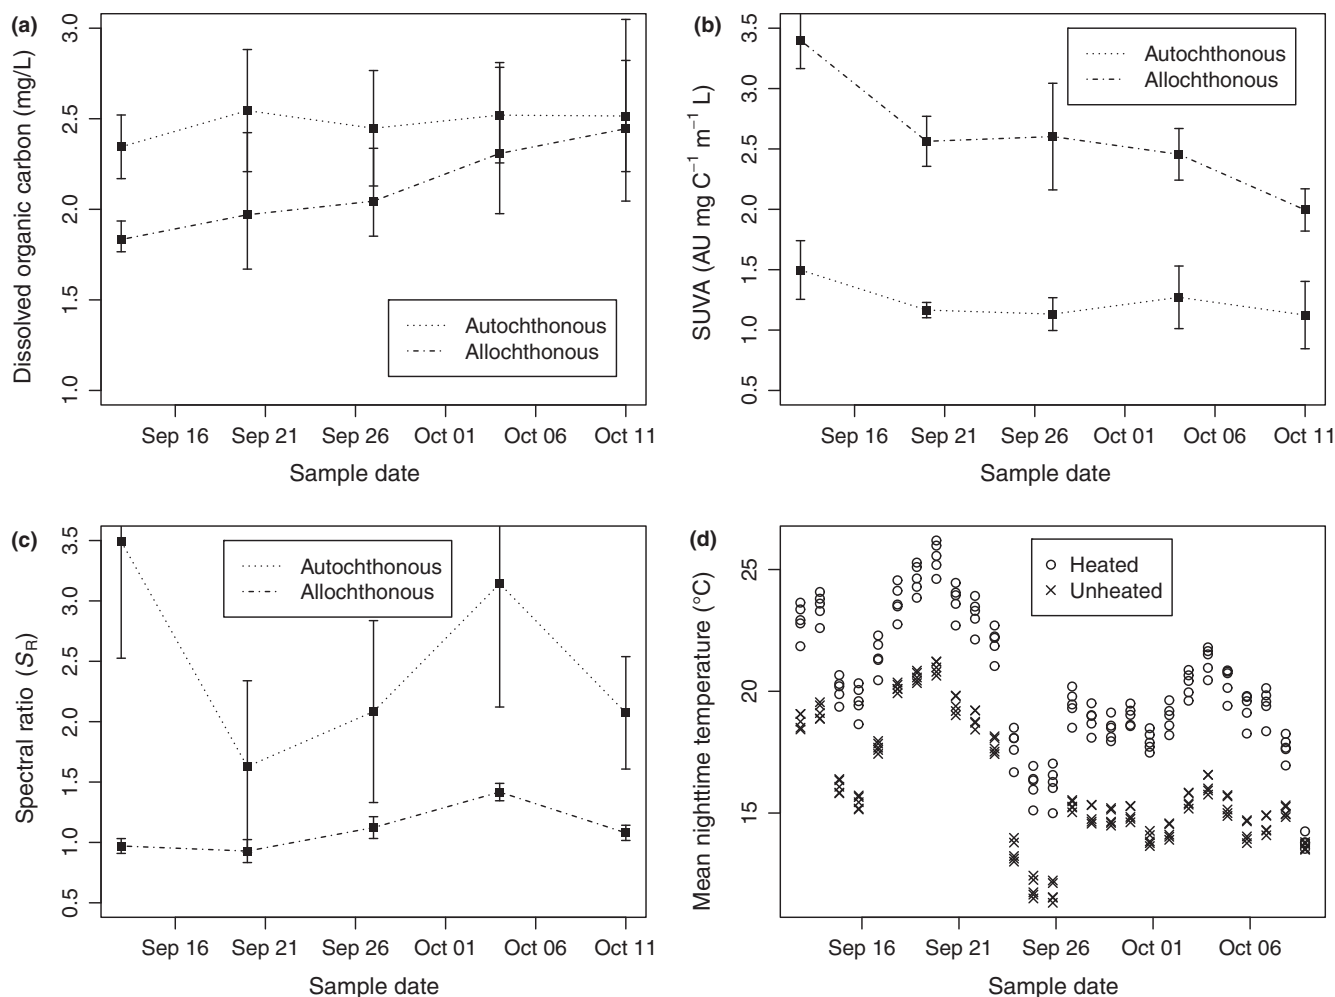 (a)
Dissolved organic carbon (mg/L)
3.0
2.5
2.0
1.5
1.0
Autochthonous
Allochthonous
Sep 16 Sep 21 Sep 26 Oct 01 Oct 06 Oct 11
Sample date
(b)
SUVA (AU mg C⁻¹ m⁻¹ L)
3.5
3.0
2.5
2.0
1.5
1.0
0.5
Autochthonous
Allochthonous
Sep 16 Sep 21 Sep 26 Oct 01 Oct 06 Oct 11
Sample date
(c)
Spectral ratio (S_R)
3.5
3.0
2.5
2.0
1.5
1.0
0.5
Autochthonous
Allochthonous
Sep 16 Sep 21 Sep 26 Oct 01 Oct 06 Oct 11
Sample date
(d)
Mean nighttime temperature (°C)
25
20
15
Heated
Unheated
Sep 16 Sep 21 Sep 26 Oct 01 Oct 06
Sample date